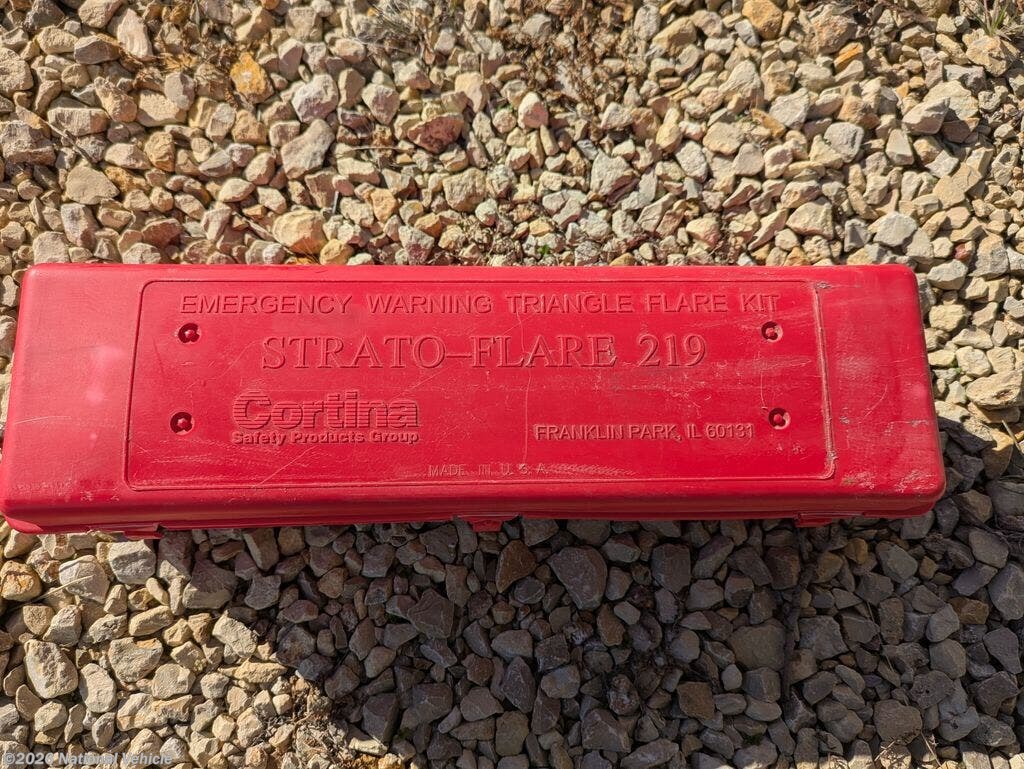 EMERGENCY WARNING TRIANGLE FLARE KIT
STRATO-FLARE 219
Cortina
Safety Products Group
FRANKLIN PARK, IL 60131
MADE IN U.S.A.
©2026 National Vehicle